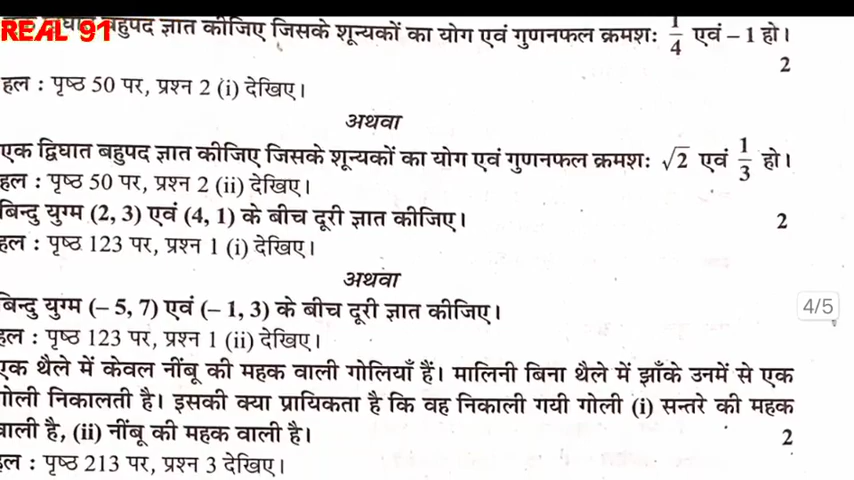 REAL 91
द्विघात बहुपद ज्ञात कीजिए जिसके शून्यकों का योग एवं गुणनफल क्रमशः 1/4 एवं – 1 हो।
2
हल : पृष्ठ 50 पर, प्रश्न 2 (i) देखिए।
अथवा
एक द्विघात बहुपद ज्ञात कीजिए जिसके शून्यकों का योग एवं गुणनफल क्रमशः √2 एवं 1/3 हो।
हल : पृष्ठ 50 पर, प्रश्न 2 (ii) देखिए।
बिन्दु युग्म (2, 3) एवं (4, 1) के बीच दूरी ज्ञात कीजिए। 2
हल : पृष्ठ 123 पर, प्रश्न 1 (i) देखिए।
अथवा
बिन्दु युग्म (– 5, 7) एवं (– 1, 3) के बीच दूरी ज्ञात कीजिए।
4/5
हल : पृष्ठ 123 पर, प्रश्न 1 (ii) देखिए।
एक थैले में केवल नींबू की महक वाली गोलियाँ हैं। मालिनी बिना थैले में झाँके उनमें से एक
गोली निकालती है। इसकी क्या प्रायिकता है कि वह निकाली गयी गोली (i) सन्तरे की महक
वाली है, (ii) नींबू की महक वाली है। 2
हल : पृष्ठ 213 पर, प्रश्न 3 देखिए।